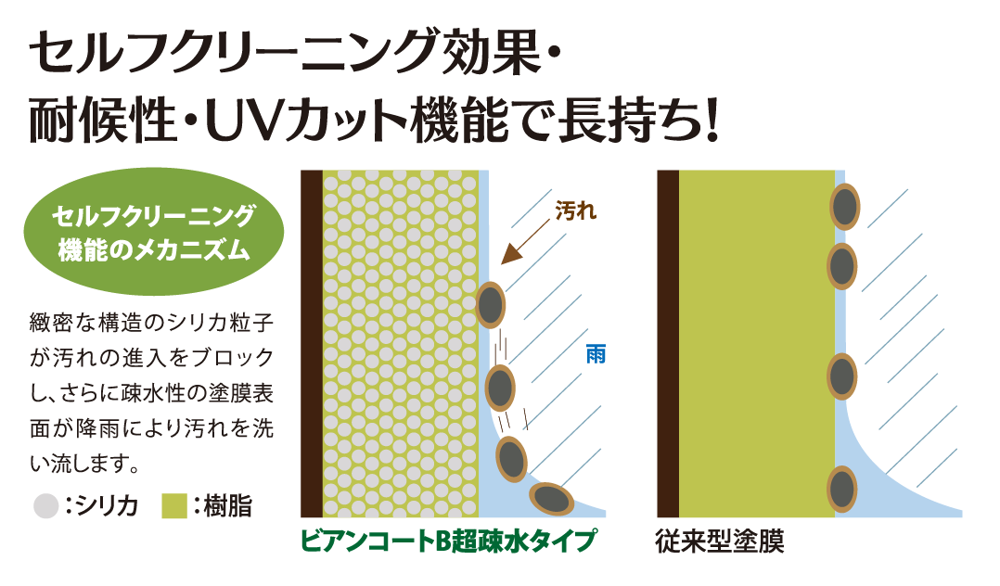 セルフクリーニング効果・
耐候性・UVカット機能で長持ち!
セルフクリーニング
機能のメカニズム
緻密な構造のシリカ粒子
が汚れの進入をブロック
し、さらに疎水性の塗膜表
面が降雨により汚れを洗
い流します。
:シリカ :樹脂
汚れ
雨
ビアンコートB超疎水タイプ
従来型塗膜